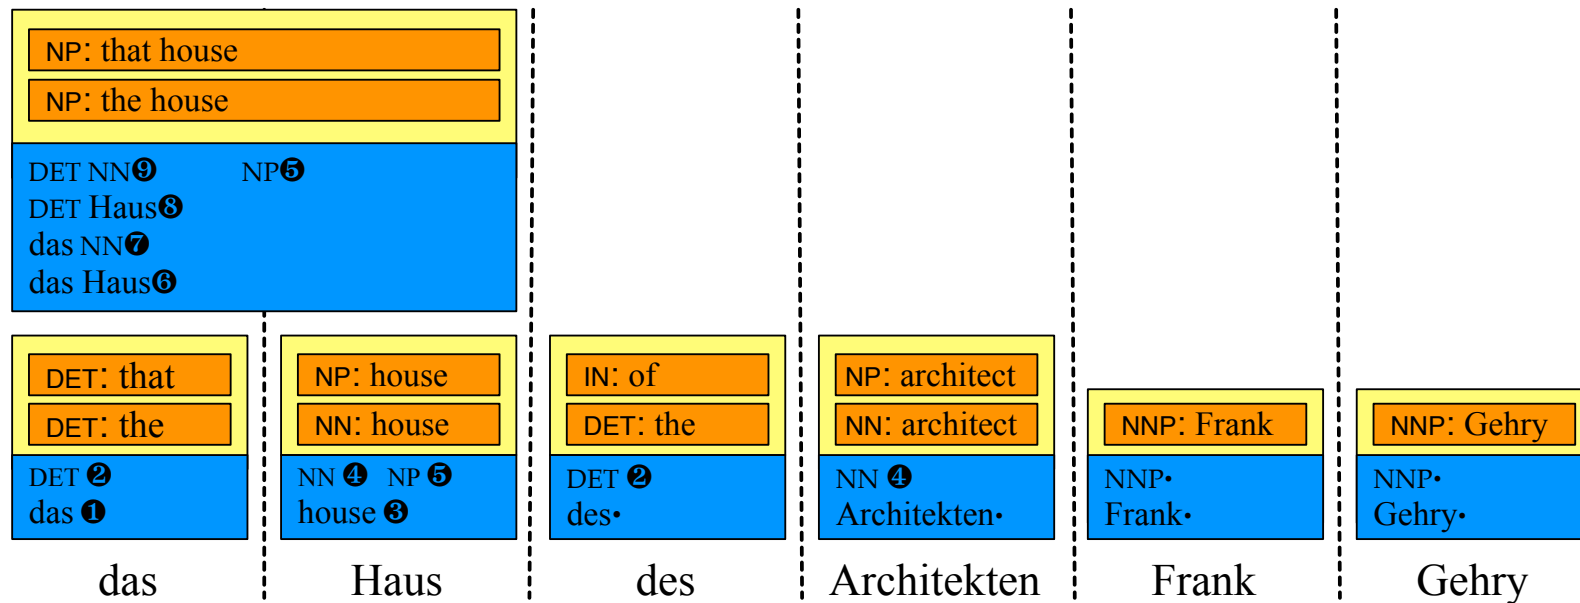 NP: that house
NP: the house
DET NN❾ NP❺
DET Haus❽
das NN❼
das Haus❻
DET: that
DET: the
DET ❷
das ❶
NP: house
NN: house
NN ❹ NP ❺
house ❸
IN: of
DET: the
DET ❷
des•
NP: architect
NN: architect
NN ❹
Architekten•
NNP: Frank
NNP•
Frank•
NNP: Gehry
NNP•
Gehry•
das Haus des Architekten Frank Gehry